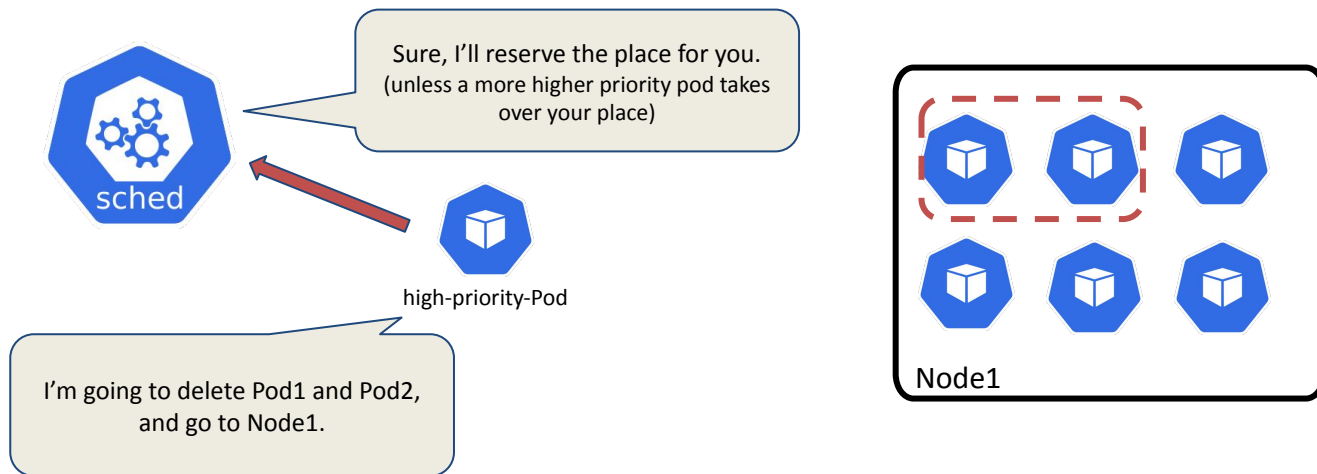 Sure, I'll reserve the place for you.
(unless a more higher priority pod takes
over your place)
sched
high-priority-Pod
I'm going to delete Pod1 and Pod2,
and go to Node1.
Node1